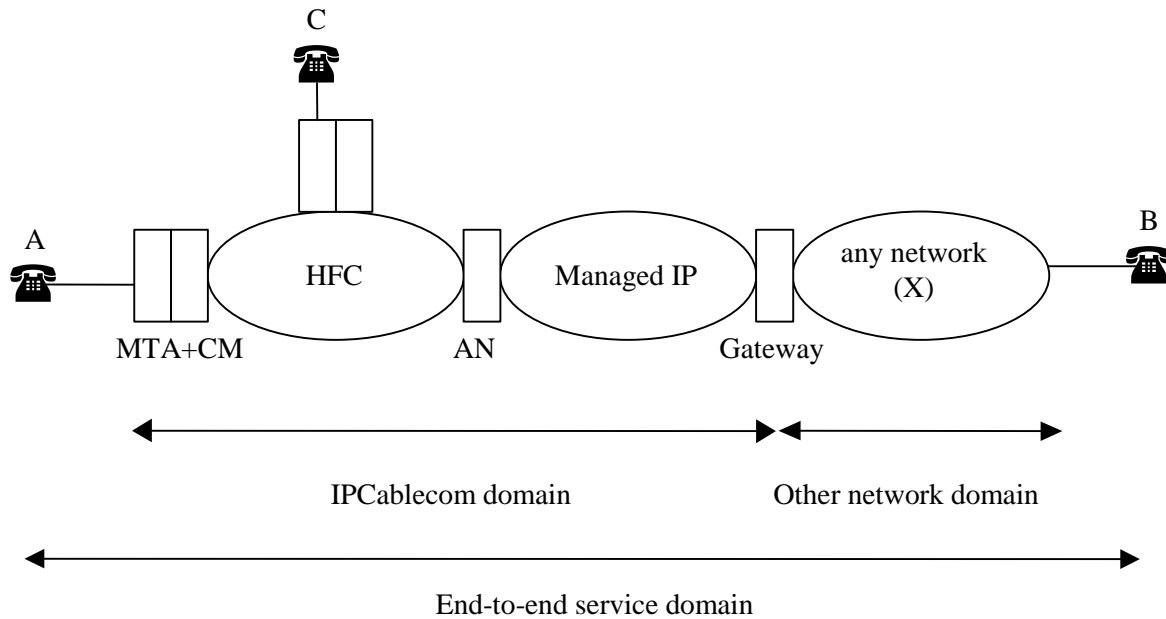 C
A
B
HFC
Managed IP
any network
(X)
MTA+CM
AN
Gateway
IPCablecom domain
Other network domain
End-to-end service domain